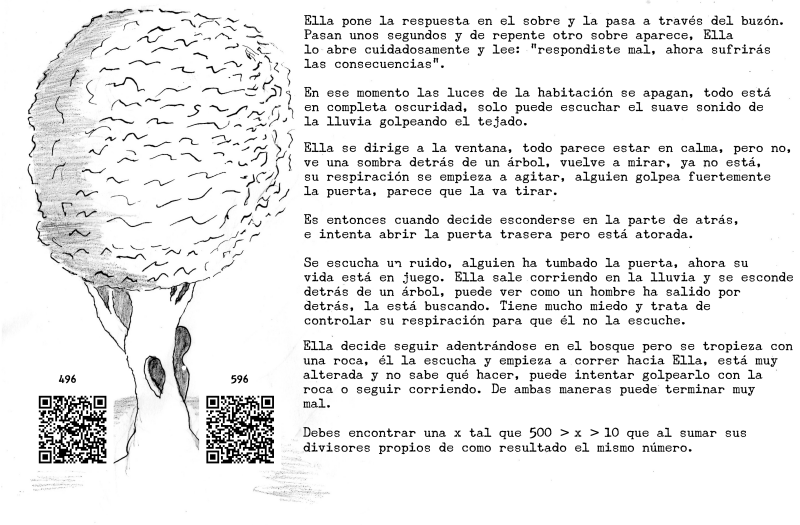 Ella pone la respuesta en el sobre y la pasa a través del buzón.
Pasan unos segundos y de repente otro sobre aparece, Ella
lo abre cuidadosamente y lee: "respondiste mal, ahora sufrirás
las consecuencias".
En ese momento las luces de la habitación se apagan, todo está
en completa oscuridad, solo puede escuchar el suave sonido de
la lluvia golpeando el tejado.
Ella se dirige a la ventana, todo parece estar en calma, pero no,
ve una sombra detrás de un árbol, vuelve a mirar, ya no está,
su respiración se empieza a agitar, alguien golpea fuertemente
la puerta, parece que la va tirar.
Es entonces cuando decide esconderse en la parte de atrás,
e intenta abrir la puerta trasera pero está atorada.
Se escucha un ruido, alguien ha tumbado la puerta, ahora su
vida está en juego. Ella sale corriendo en la lluvia y se esconde
detrás de un árbol, puede ver como un hombre ha salido por
detrás, la está buscando. Tiene mucho miedo y trata de
controlar su respiración para que él no la escuche.
Ella decide seguir adentrándose en el bosque pero se tropieza con
una roca, él la escucha y empieza a correr hacia Ella, está muy
alterada y no sabe qué hacer, puede intentar golpearlo con la
roca o seguir corriendo. De ambas maneras puede terminar muy
mal.
Debes encontrar una x tal que 500 > x > 10 que al sumar sus
divisores propios de como resultado el mismo número.
496
596